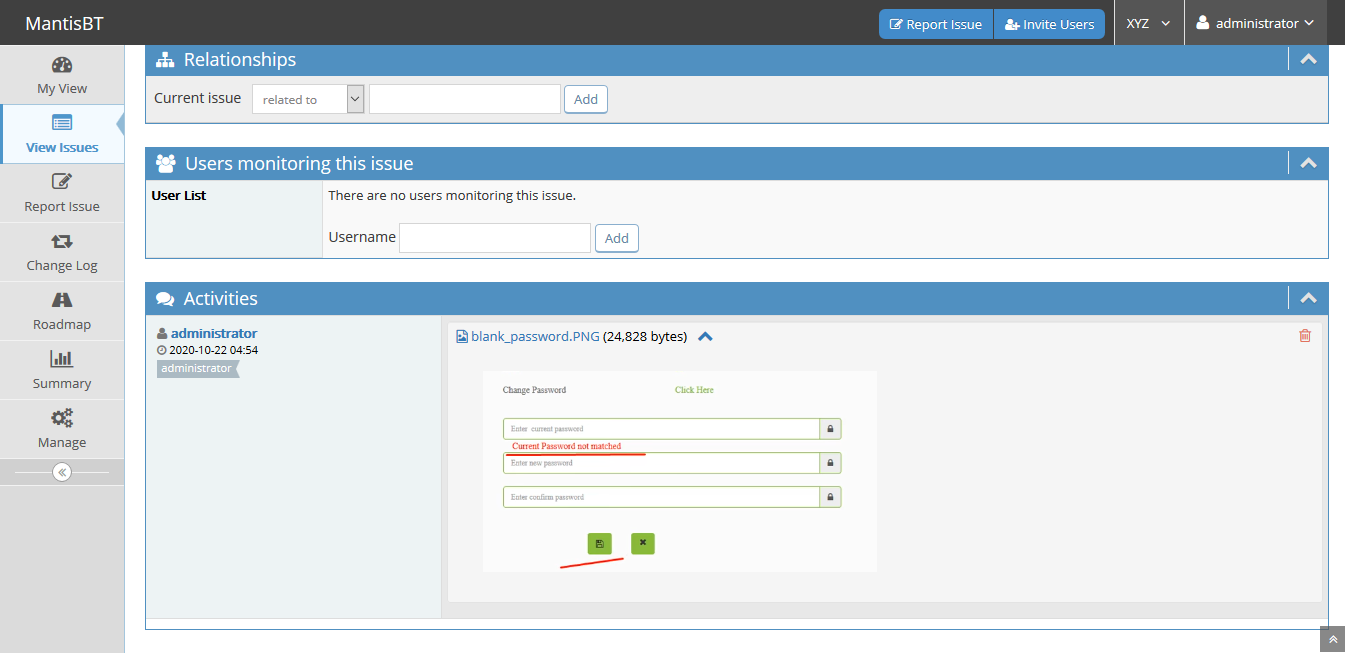 MantisBT
Report Issue
Invite Users
XYZ
administrator
My View
View Issues
Report Issue
Change Log
Roadmap
Summary
Manage
Relationships
Current issue
related to
Add
Users monitoring this issue
User List
There are no users monitoring this issue.
Username
Add
Activities
administrator
2020-10-22 04:54
administrator
blank_password.PNG (24,828 bytes)
Change Password
Click Here
Enter current password
Current Password not matched
Enter new password
Enter confirm password